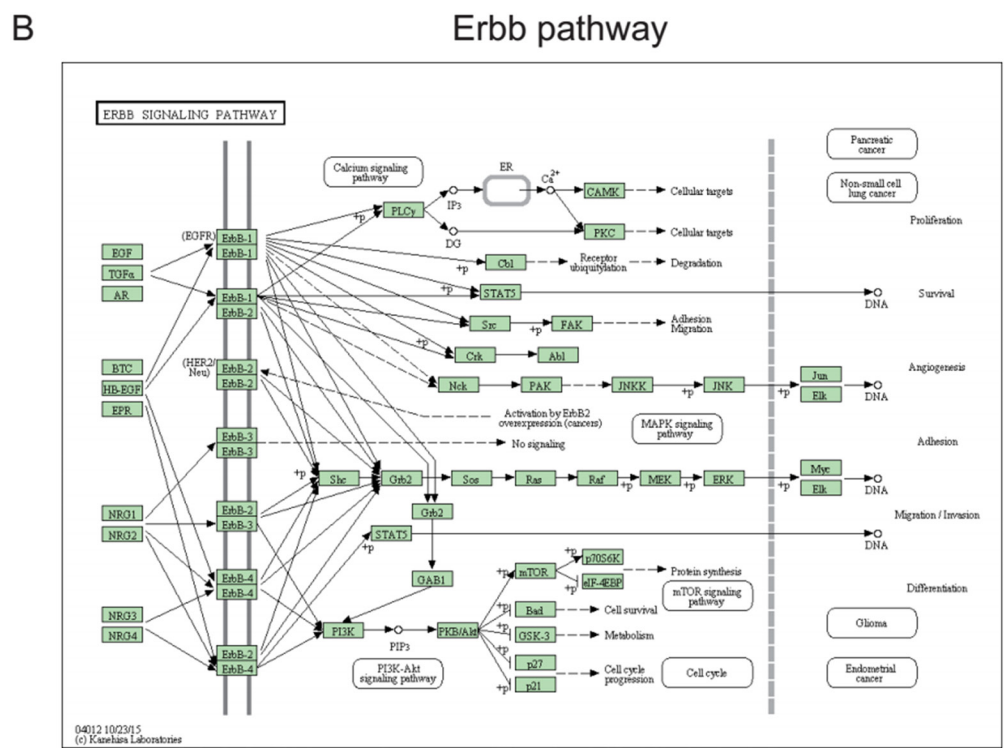 B
Erbb pathway
ERBB SIGNALING PATHWAY
Calcium signaling
pathway
ER
Ca2+
IP3
DG
PLCγ
+p
CAMK
Cellular targets
PKC
Cellular targets
Pancreatic
cancer
Non-small cell
lung cancer
Proliferation
EGF
TGFα
AR
(EGFR)
ErbB-1
ErbB-1
ErbB-1
ErbB-2
+p
Cbl
Receptor
ubiquitylation
Degradation
+p
STAT5
DNA
Survival
+p
Src
+p
FAK
Adhesion
Migration
+p
Crk
Abl
BTC
HB-EGF
EPR
(HER2/
Neu)
ErbB-2
ErbB-2
Nck
PAK
JNKK
+p
JNK
+p
Jun
Elk
DNA
Angiogenesis
Activation by ErbB2
overexpression (cancers)
MAPK signaling
pathway
ErbB-3
ErbB-3
No signaling
Adhesion
+p
Shc
Grb2
Sos
Ras
Raf
+p
MEK
+p
ERK
+p
Myc
Elk
DNA
NRG1
NRG2
ErbB-2
ErbB-3
Grb2
STAT5
+p
DNA
Migration / Invasion
ErbB-4
ErbB-4
GAB1
+p
mTOR
+p
p70S6K
+p
eIF-4EBP
Protein synthesis
mTOR signaling
pathway
Differentiation
NRG3
NRG4
ErbB-2
ErbB-4
PI3K
PIP3
PKB/Akt
+p
Bad
Cell survival
+p
GSK-3
Metabolism
+p
p27
+p
p21
Cell cycle
progression
Cell cycle
PI3K-Akt
signaling pathway
Glioma
Endometrial
cancer
04012 10/23/15
(c) Kanehisa Laboratories